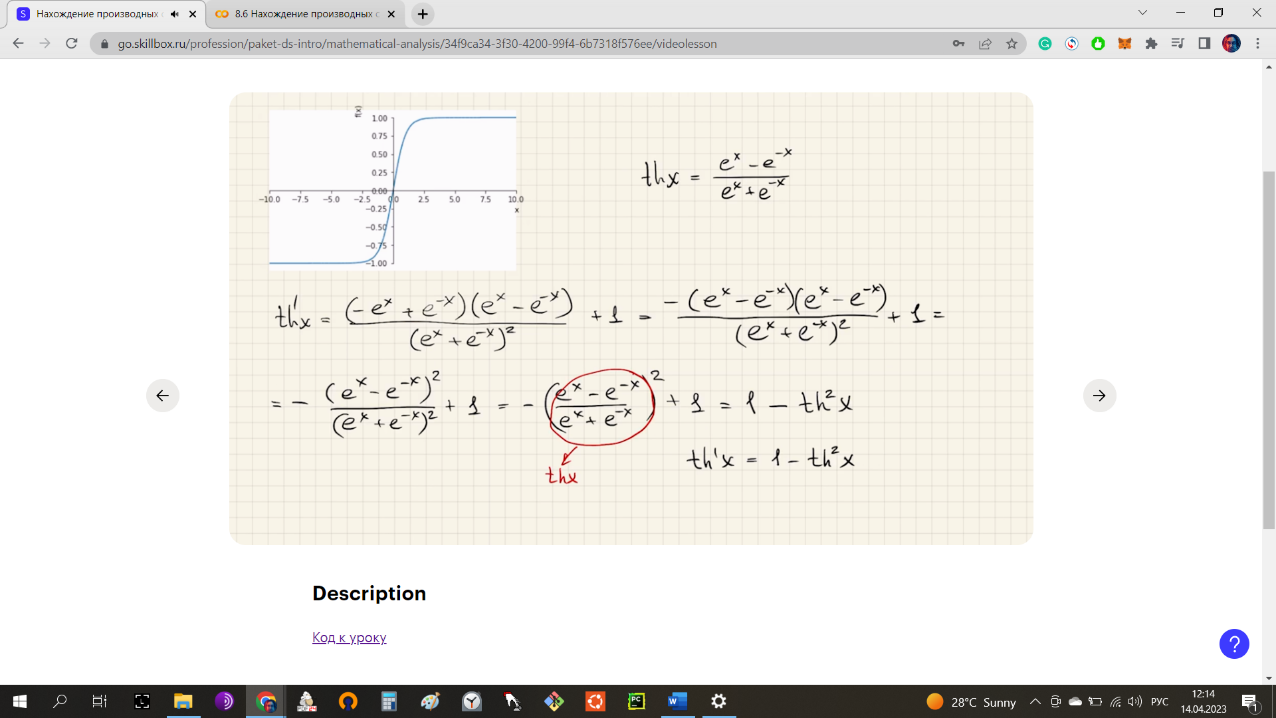 Нахождение производных
8.6 Нахождение производных с
go.skillbox.ru/profession/paket-ds-intro/mathematical-analysis/34f9ca34-3f30-4200-99f4-6b7318f576ee/videolesson
f(x)
1.00
0.75
0.50
0.25
0.00
-10.0 -7.5 -5.0 -2.5 0.0 2.5 5.0 7.5 10.0
x
-0.25
-0.50
-0.75
-1.00
thx = (e^x - e^-x)/(e^x + e^-x)
th'x = (-e^x + e^-x)(e^x - e^-x)/(e^x + e^-x)^2 + 1 = -(e^x - e^-x)(e^x - e^-x)/(e^x + e^-x)^2 + 1 =
= - (e^x - e^-x)^2/(e^x + e^-x)^2 + 1 = - ((e^x - e^-x)/(e^x + e^-x))^2 + 1 = 1 - th^2 x
thx
th'x = 1 - th^2 x
Description
Код к уроку
?
28°C Sunny
РУС
12:14
14.04.2023